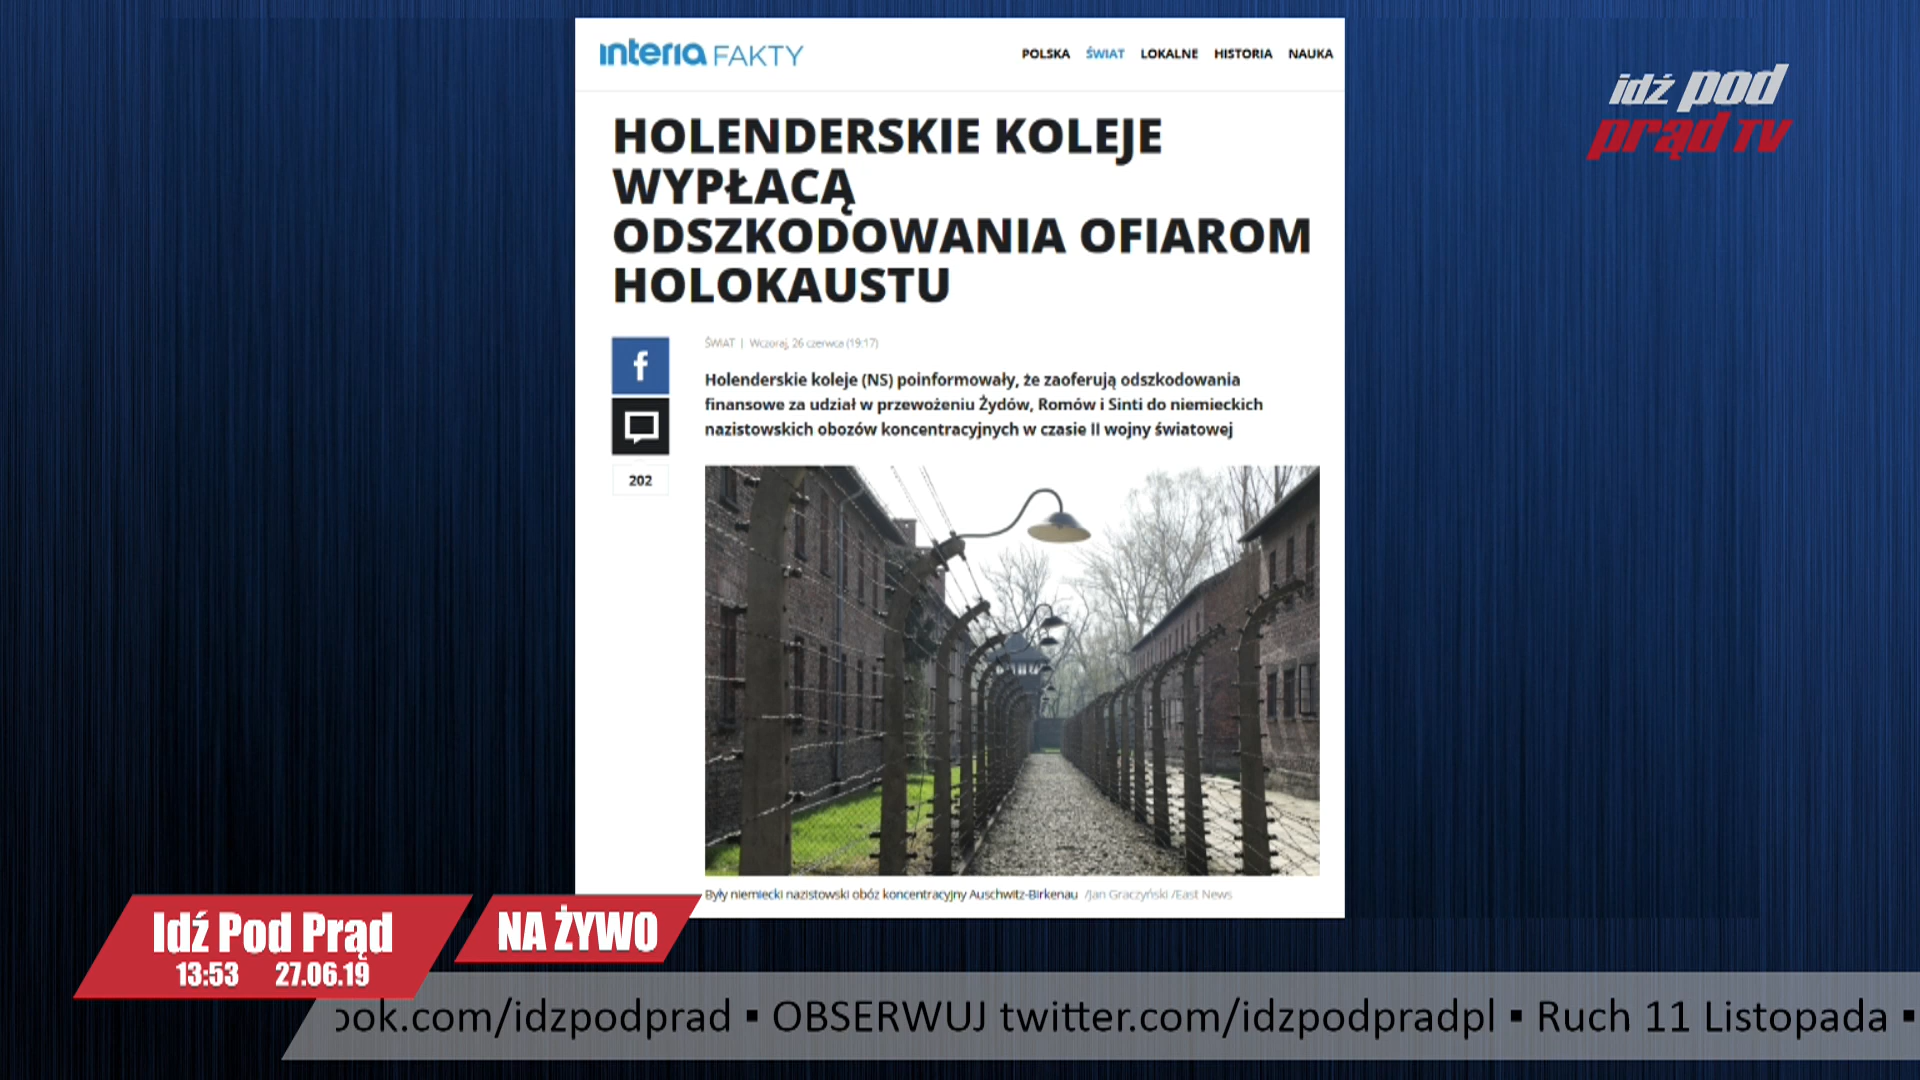 interia FAKTY
POLSKA ŚWIAT LOKALNE HISTORIA NAUKA
idź pod
prąd TV
HOLENDERSKIE KOLEJE
WYPŁACĄ
ODSZKODOWANIA OFIAROM
HOLOKAUSTU
f
ŚWIAT | Wczoraj, 26 czerwca (19:17)
Holenderskie koleje (NS) poinformowały, że zaoferują odszkodowania
finansowe za udział w przewożeniu Żydów, Romów i Sinti do niemieckich
nazistowskich obozów koncentracyjnych w czasie II wojny światowej
202
Były niemiecki nazistowski obóz koncentracyjny Auschwitz-Birkenau /Jan Graczyński /East News
Idź Pod Prąd
NA ŻYWO
13:53 27.06.19
ook.com/idzpodprad ▪ OBSERWUJ twitter.com/idzpodpradpl ▪ Ruch 11 Listopada ▪